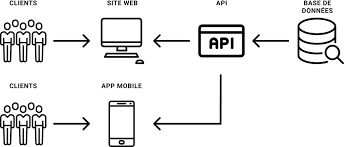 CLIENTS
SITE WEB
API
BASE DE
DONNÉES
API
CLIENTS
APP MOBILE